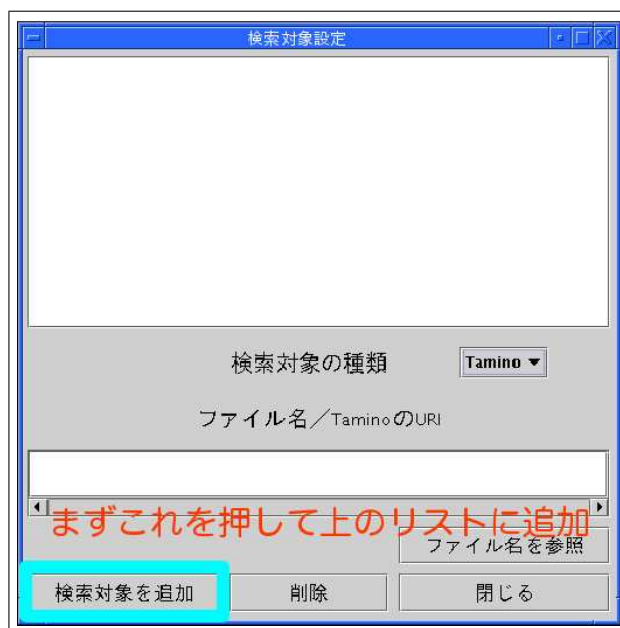 検索対象設定
検索対象の種類
Tamino
ファイル名／TaminoのURI
まずこれを押して上のリストに追加
ファイル名を参照
検索対象を追加
削除
閉じる